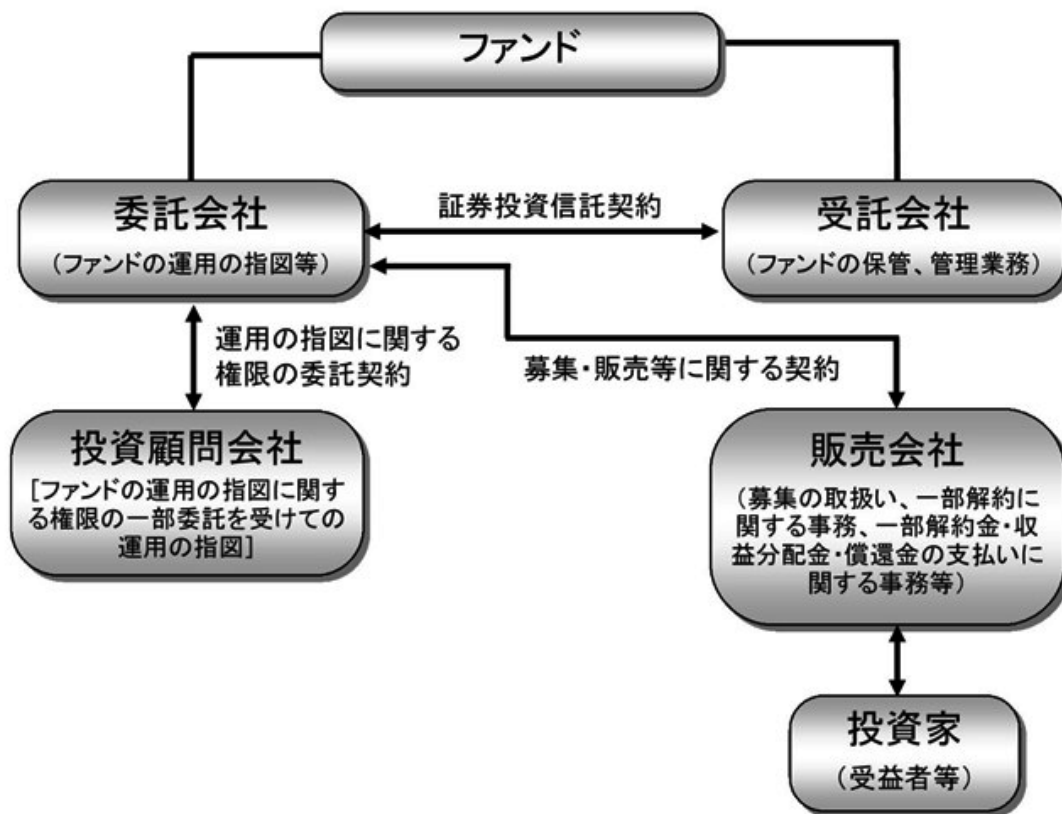 ファンド
委託会社
(ファンドの運用の指図等)
証券投資信託契約
受託会社
(ファンドの保管、管理業務)
運用の指図に関する
権限の委託契約
募集・販売等に関する契約
投資顧問会社
[ファンドの運用の指図に関す
る権限の一部委託を受けての
運用の指図]
販売会社
(募集の取扱い、一部解約に
関する事務、一部解約金・収
益分配金・償還金の支払いに
関する事務等)
投資家
(受益者等)